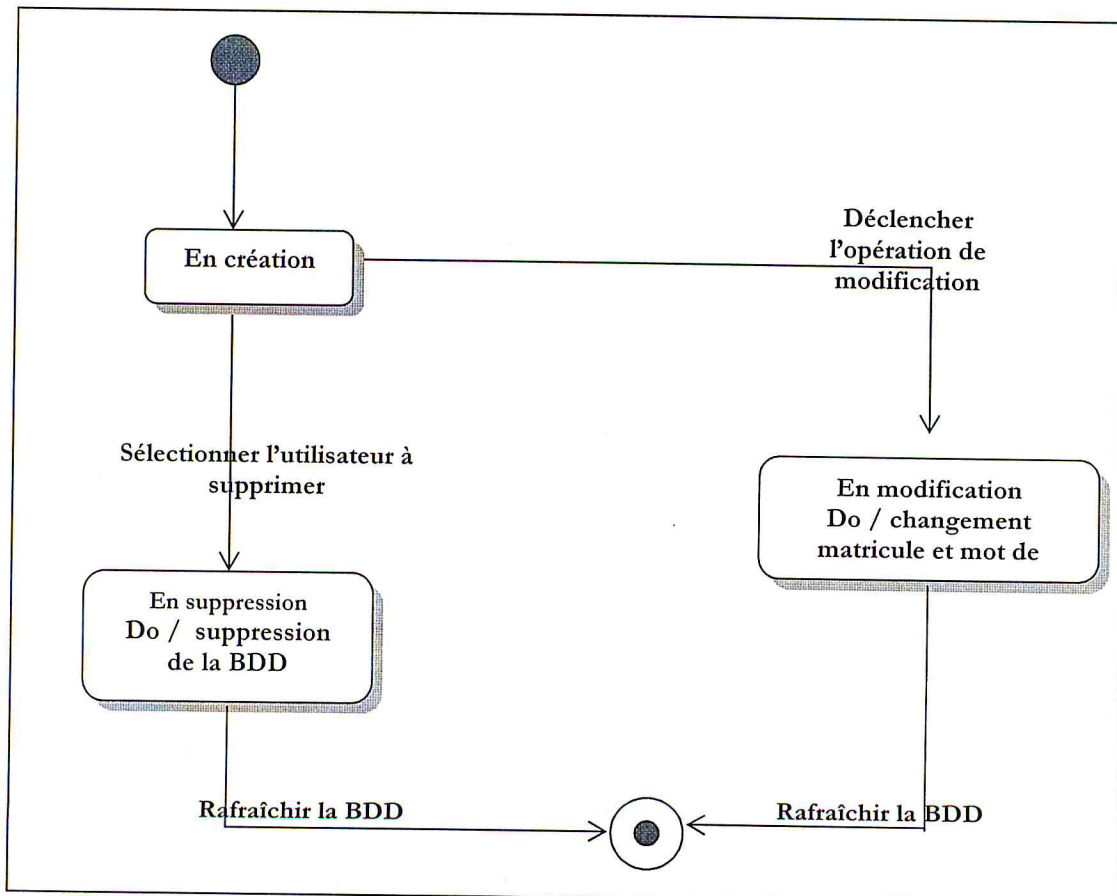 Déclencher
l'opération de
modification
En création
Sélectionner l'utilisateur à
supprimer
En modification
Do / changement
matricule et mot de
En suppression
Do / suppression
de la BDD
Rafraîchir la BDD
Rafraîchir la BDD